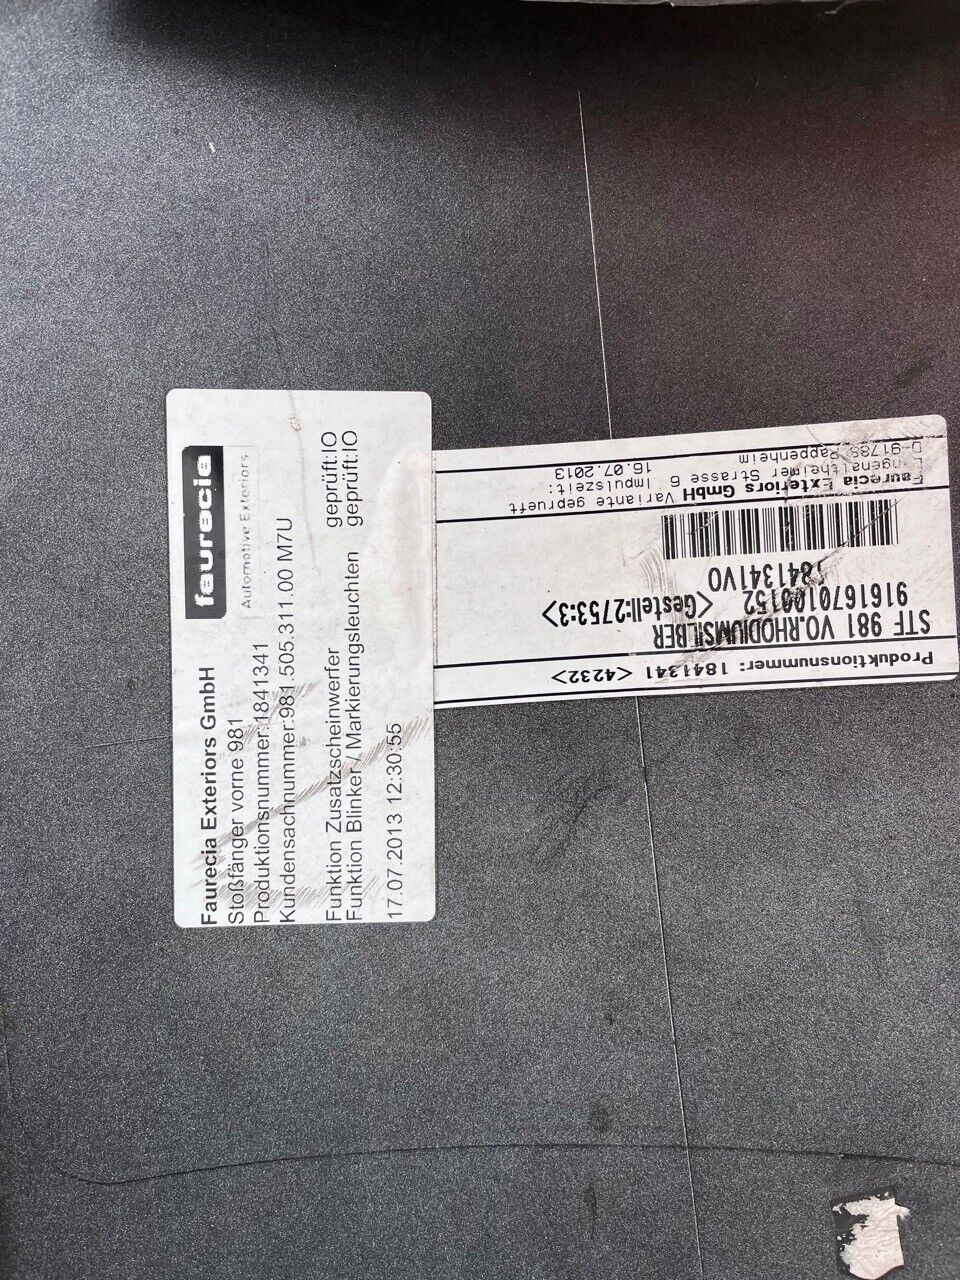 faurecia
Automotive Exteriors
Faurecia Exteriors GmbH
Stoßfänger vorne 981
Produktionsnummer:1841341
Kundensachnummer:981.505.311.00 M7U
Funktion Zusatzscheinwerfer geprüft:IO
Funktion Blinker / Markierungsleuchten geprüft:IO
17.07.2013 12:30:55
Produktionsnummer: 1841341 <4232>
STF 981 VO.RHODIUMSILBER
<Gestell:2753:3>
1841341VO
Faurecia Exteriors GmbH Variante geprueft
Langenaltheimer Strasse 6 Impulszeit:
D-91788 Pappenheim 16.07.2013